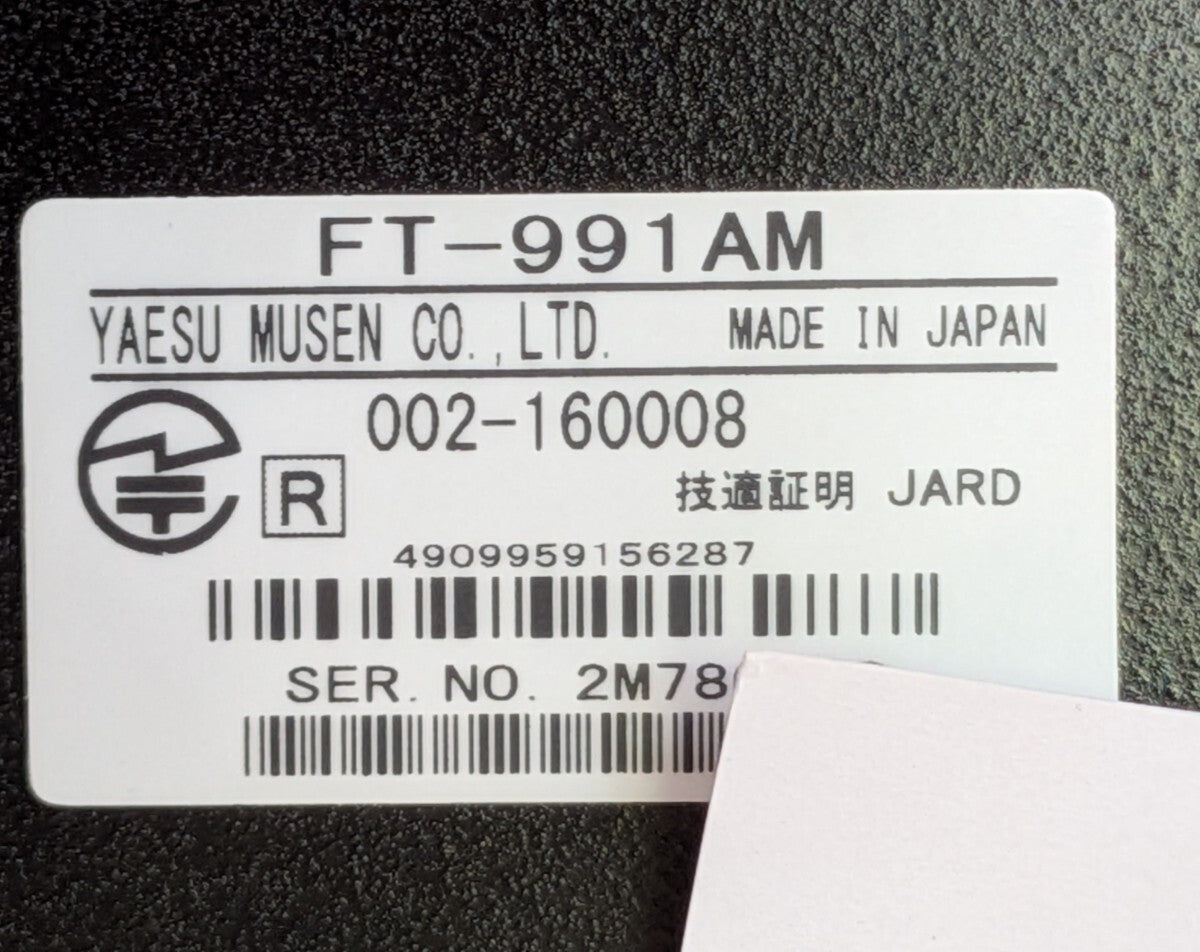 FT-991AM
YAESU MUSEN CO.,LTD. MADE IN JAPAN
002-160008
R
技適証明 JARD
4909959156287
SER. NO. 2M78